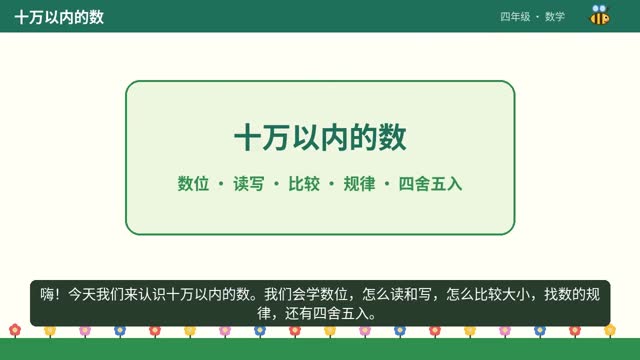 十万以内的数
四年级 · 数学
十万以内的数
数位 · 读写 · 比较 · 规律 · 四舍五入
嗨！今天我们来认识十万以内的数。我们会学数位，怎么读和写，怎么比较大小，找数的规
律，还有四舍五入。